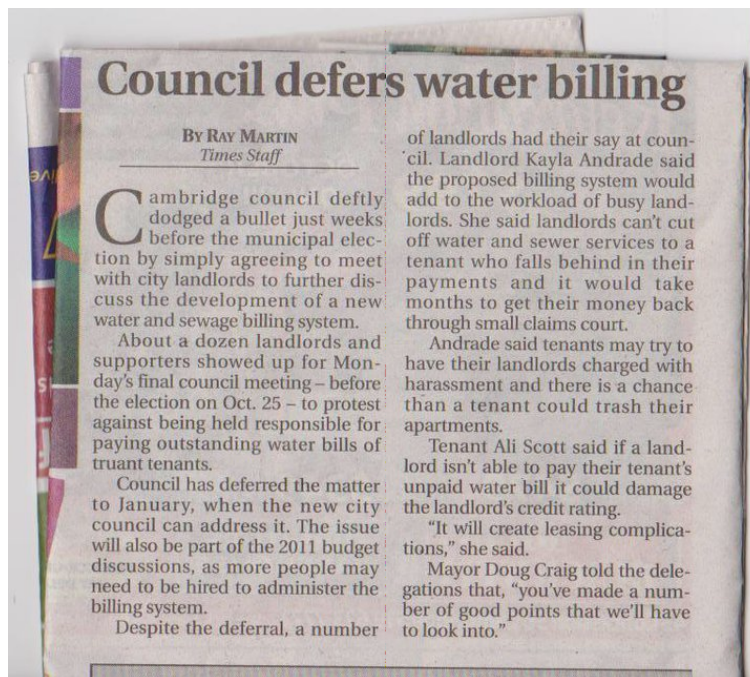 Council defers water billing
BY RAY MARTIN
Times Staff
Cambridge council deftly
dodged a bullet just weeks
before the municipal elec-
tion by simply agreeing to meet
with city landlords to further dis-
cuss the development of a new
water and sewage billing system.
About a dozen landlords and
supporters showed up for Mon-
day's final council meeting – before
the election on Oct. 25 – to protest
against being held responsible for
paying outstanding water bills of
truant tenants.
Council has deferred the matter
to January, when the new city
council can address it. The issue
will also be part of the 2011 budget
discussions, as more people may
need to be hired to administer the
billing system.
Despite the deferral, a number
of landlords had their say at coun-
cil. Landlord Kayla Andrade said
the proposed billing system would
add to the workload of busy land-
lords. She said landlords can't cut
off water and sewer services to a
tenant who falls behind in their
payments and it would take
months to get their money back
through small claims court.
Andrade said tenants may try to
have their landlords charged with
harassment and there is a chance
than a tenant could trash their
apartments.
Tenant Ali Scott said if a land-
lord isn't able to pay their tenant's
unpaid water bill it could damage
the landlord's credit rating.
"It will create leasing complica-
tions," she said.
Mayor Doug Craig told the dele-
gations that, "you've made a num-
ber of good points that we'll have
to look into."